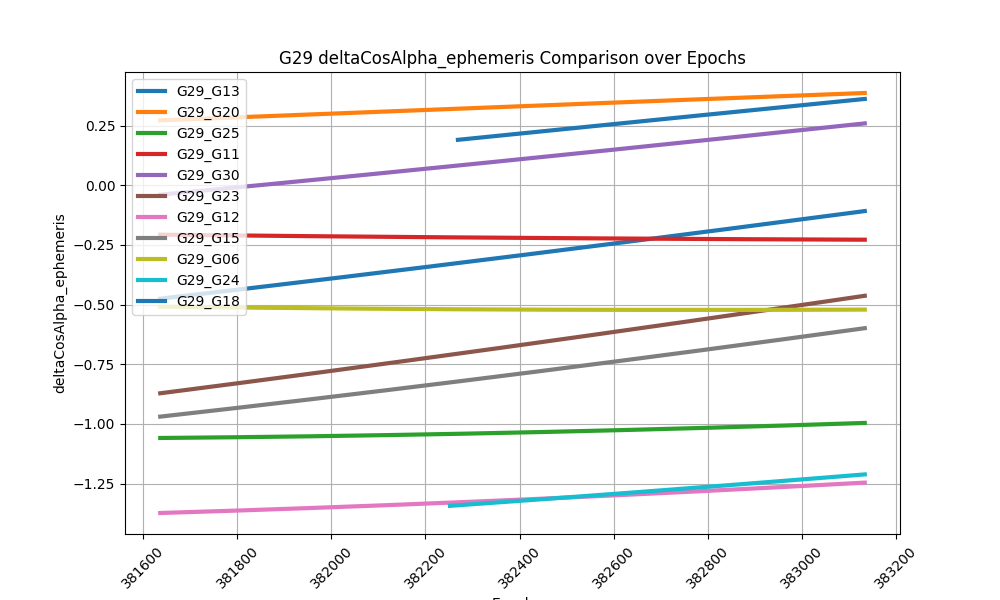 G29 deltaCosAlpha_ephemeris Comparison over Epochs
G29_G13
G29_G20
G29_G25
G29_G11
G29_G30
G29_G23
G29_G12
G29_G15
G29_G06
G29_G24
G29_G18
deltaCosAlpha_ephemeris
0.25
0.00
−0.25
−0.50
−0.75
−1.00
−1.25
381600
381800
382000
382200
382400
382600
382800
383000
383200